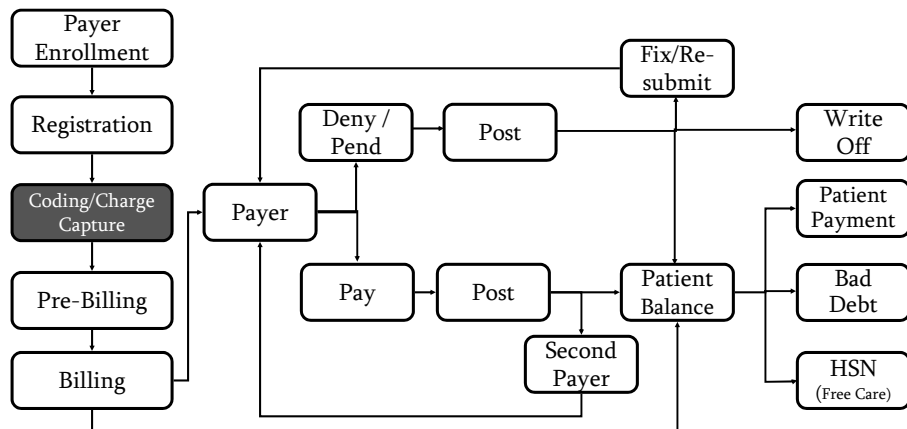 Payer
Enrollment
Registration
Coding/Charge
Capture
Pre-Billing
Billing
Payer
Deny /
Pend
Post
Fix/Re-
submit
Write
Off
Pay
Post
Second
Payer
Patient
Balance
Patient
Payment
Bad
Debt
HSN
(Free Care)